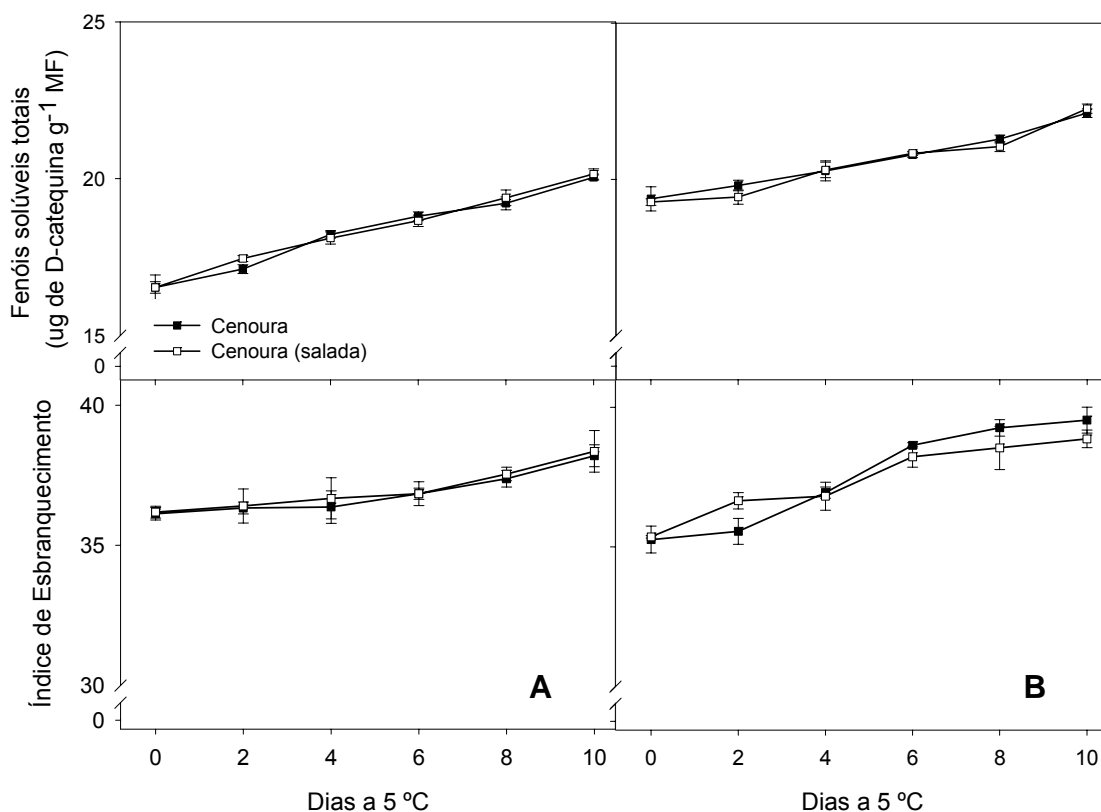 Fenóis solúveis totais
(ug de D-catequina g⁻¹ MF)
25
20
15
0
Cenoura
Cenoura (salada)
Índice de Esbranquecimento
40
35
30
0
A
B
0 2 4 6 8 10
0 2 4 6 8 10
Dias a 5 ºC
Dias a 5 ºC